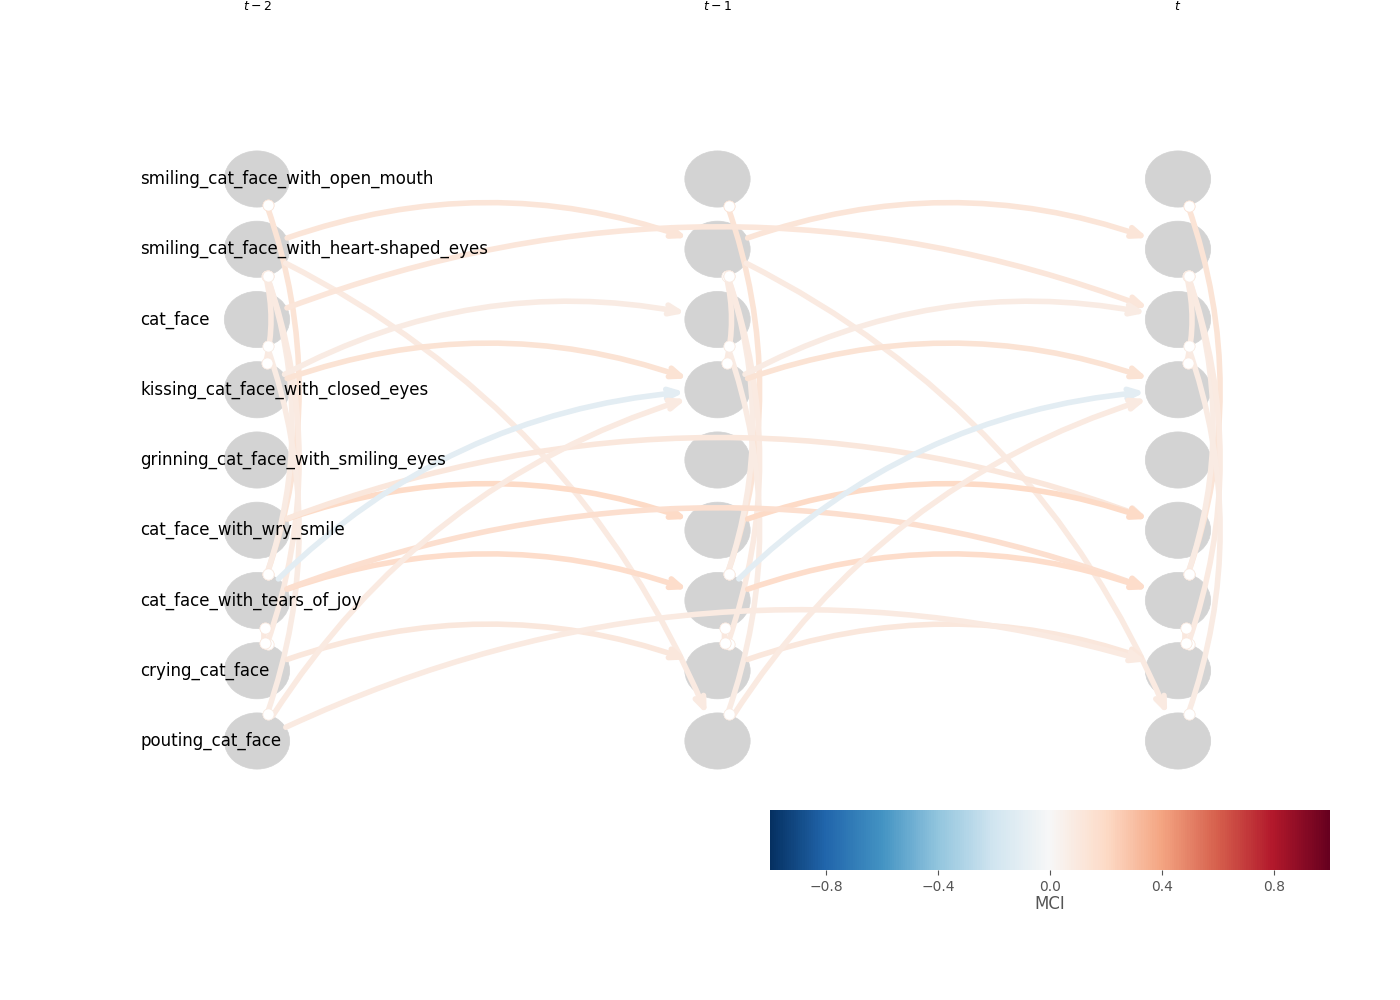 t − 2
t − 1
t
smiling_cat_face_with_open_mouth
smiling_cat_face_with_heart-shaped_eyes
cat_face
kissing_cat_face_with_closed_eyes
grinning_cat_face_with_smiling_eyes
cat_face_with_wry_smile
cat_face_with_tears_of_joy
crying_cat_face
pouting_cat_face
−0.8 −0.4 0.0 0.4 0.8
MCI